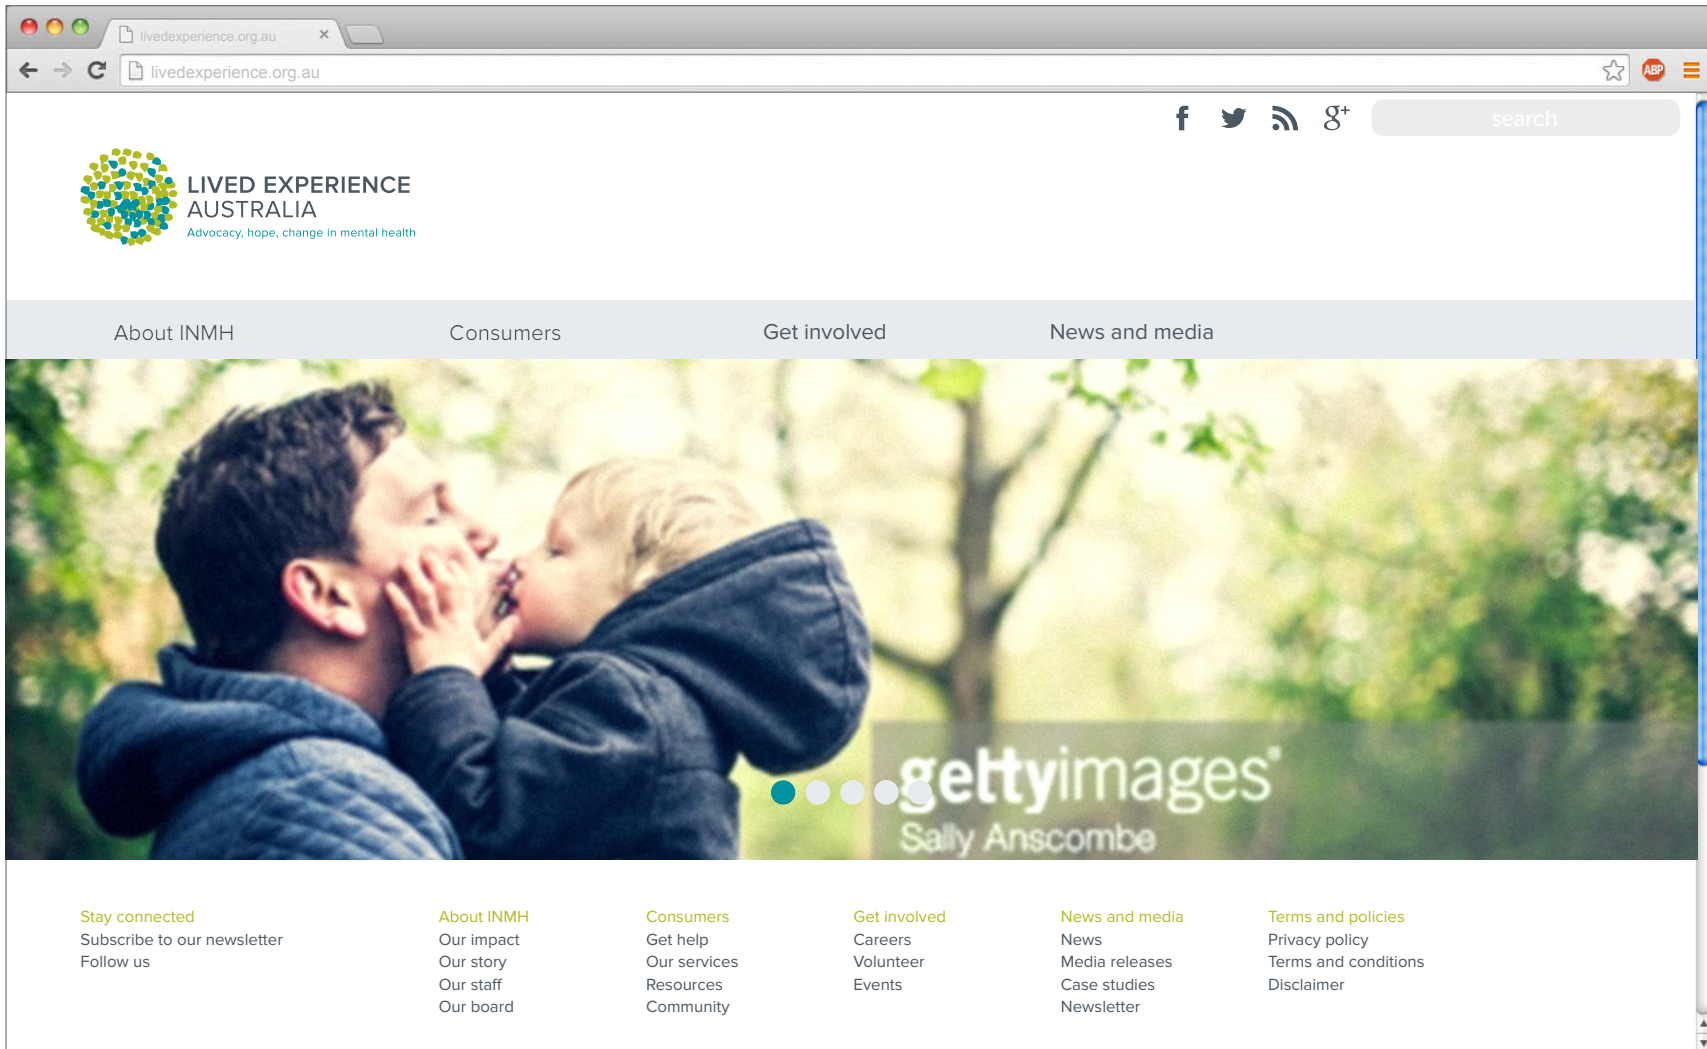 livedexperience.org.au
livedexperience.org.au
ABP
search
LIVED EXPERIENCE
AUSTRALIA
Advocacy, hope, change in mental health
About INMH
Consumers
Get involved
News and media
gettyimages®
Sally Anscombe
Stay connected
Subscribe to our newsletter
Follow us
About INMH
Our impact
Our story
Our staff
Our board
Consumers
Get help
Our services
Resources
Community
Get involved
Careers
Volunteer
Events
News and media
News
Media releases
Case studies
Newsletter
Terms and policies
Privacy policy
Terms and conditions
Disclaimer